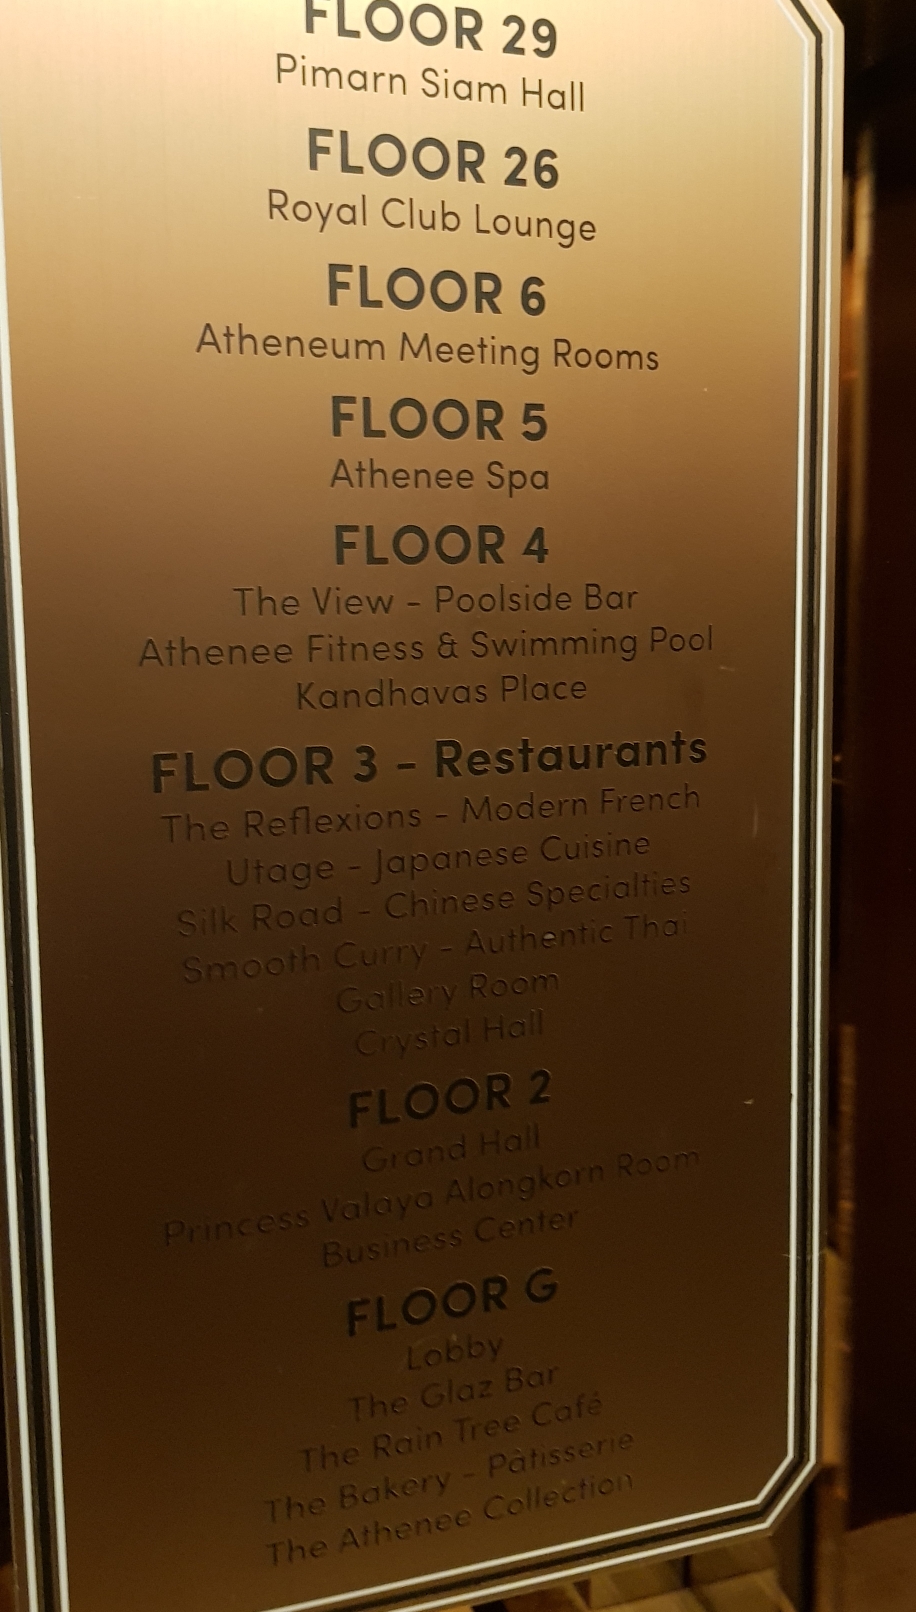 FLOOR 29
Pimarn Siam Hall
FLOOR 26
Royal Club Lounge
FLOOR 6
Atheneum Meeting Rooms
FLOOR 5
Athenee Spa
FLOOR 4
The View - Poolside Bar
Athenee Fitness & Swimming Pool
Kandhavas Place
FLOOR 3 - Restaurants
The Reflexions - Modern French
Utage - Japanese Cuisine
Silk Road - Chinese Specialties
Smooth Curry - Authentic Thai
Gallery Room
Crystal Hall
FLOOR 2
Grand Hall
Princess Valaya Alongkorn Room
Business Center
FLOOR G
Lobby
The Glaz Bar
The Rain Tree Café
The Bakery - Pâtisserie
The Athenee Collection